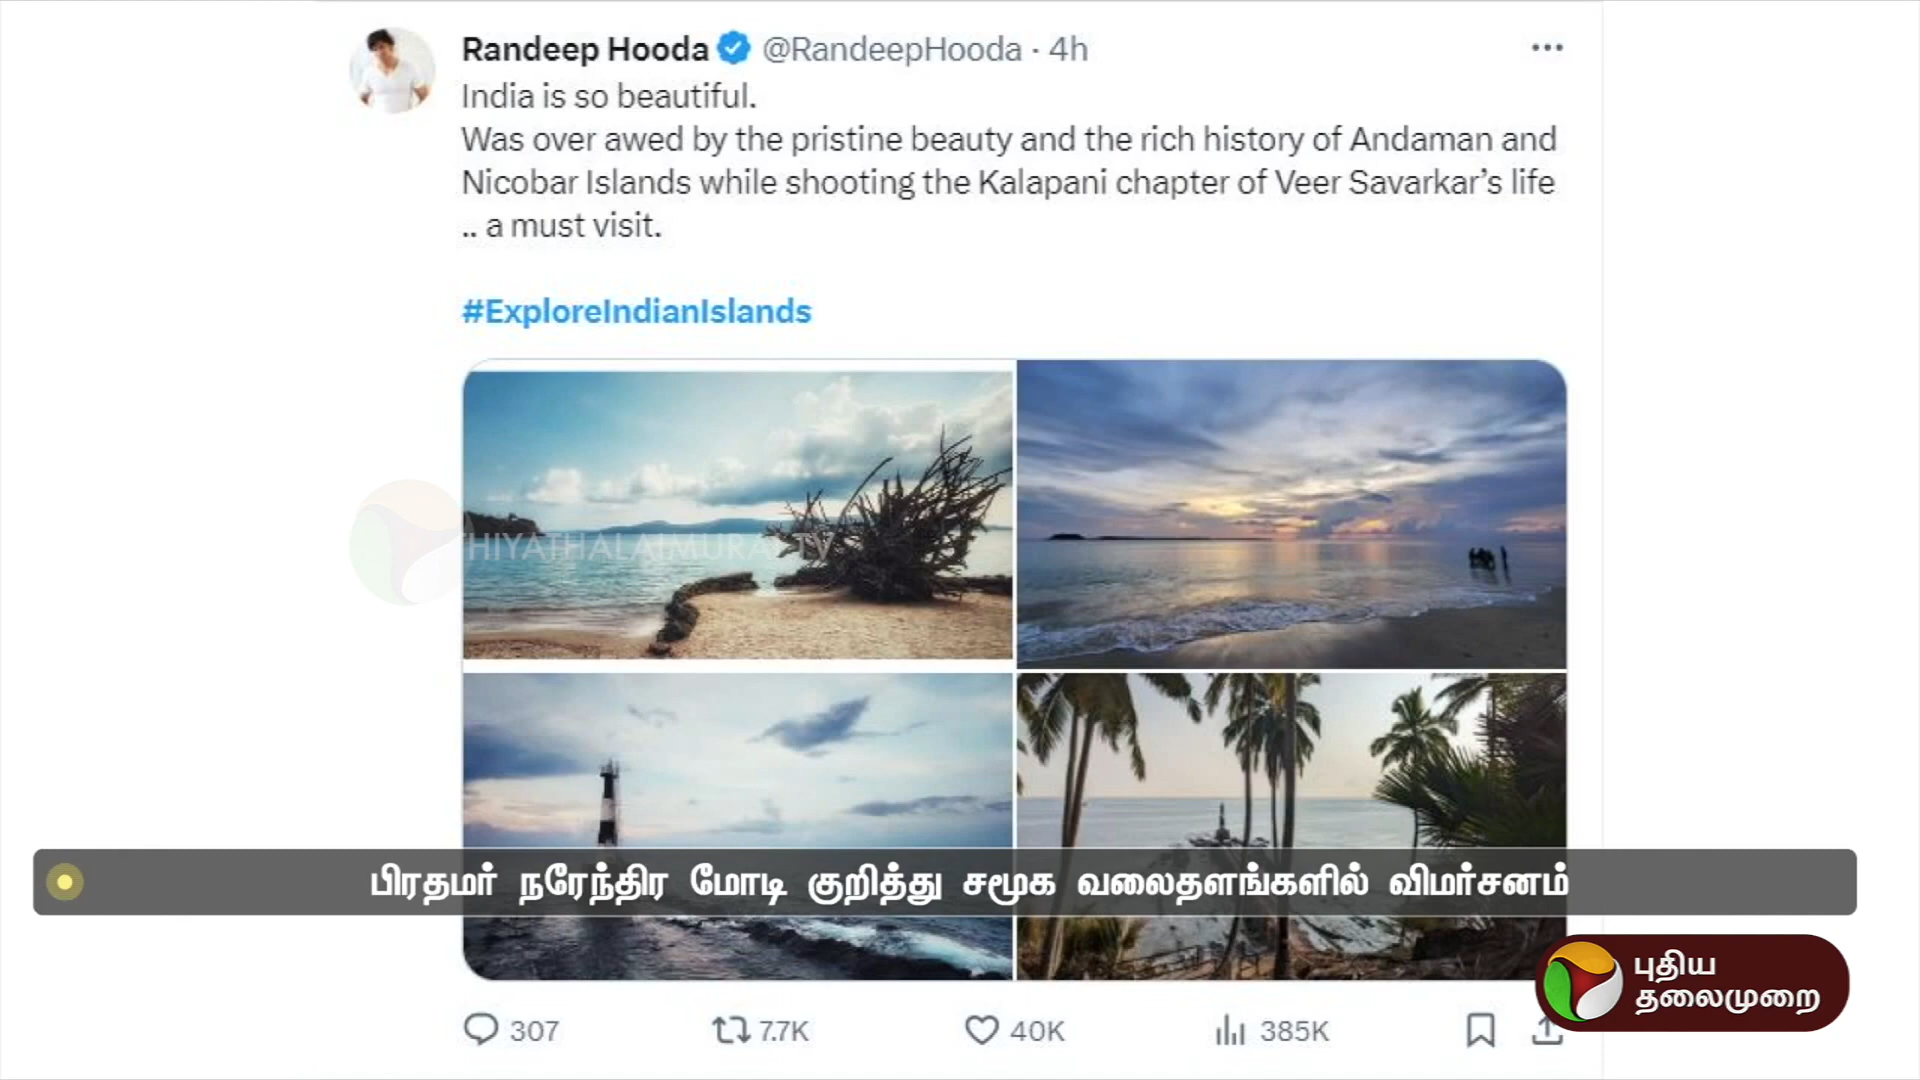 Randeep Hooda @RandeepHooda · 4h
India is so beautiful.
Was over awed by the pristine beauty and the rich history of Andaman and
Nicobar Islands while shooting the Kalapani chapter of Veer Savarkar’s life
.. a must visit.
#ExploreIndianIslands
HIYATHALAIMURAI TV
பிரதமர் நரேந்திர மோடி குறித்து சமூக வலைதளங்களில் விமர்சனம்
புதிய
தலைமுறை
307 7.7K 40K 385K